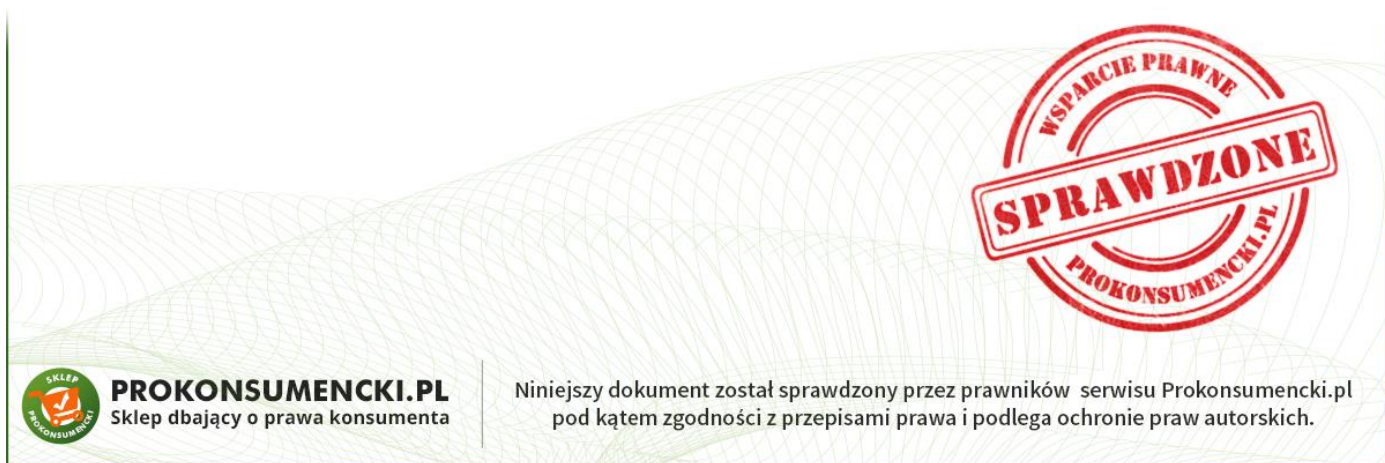 WSPARCIE PRAWNE
SPRAWDZONE
PROKONSUMENCKI.PL
SKLEP
PROKONSUMENCKI
PROKONSUMENCKI.PL
Sklep dbający o prawa konsumenta
Niniejszy dokument został sprawdzony przez prawników serwisu Prokonsumencki.pl
pod kątem zgodności z przepisami prawa i podlega ochronie praw autorskich.